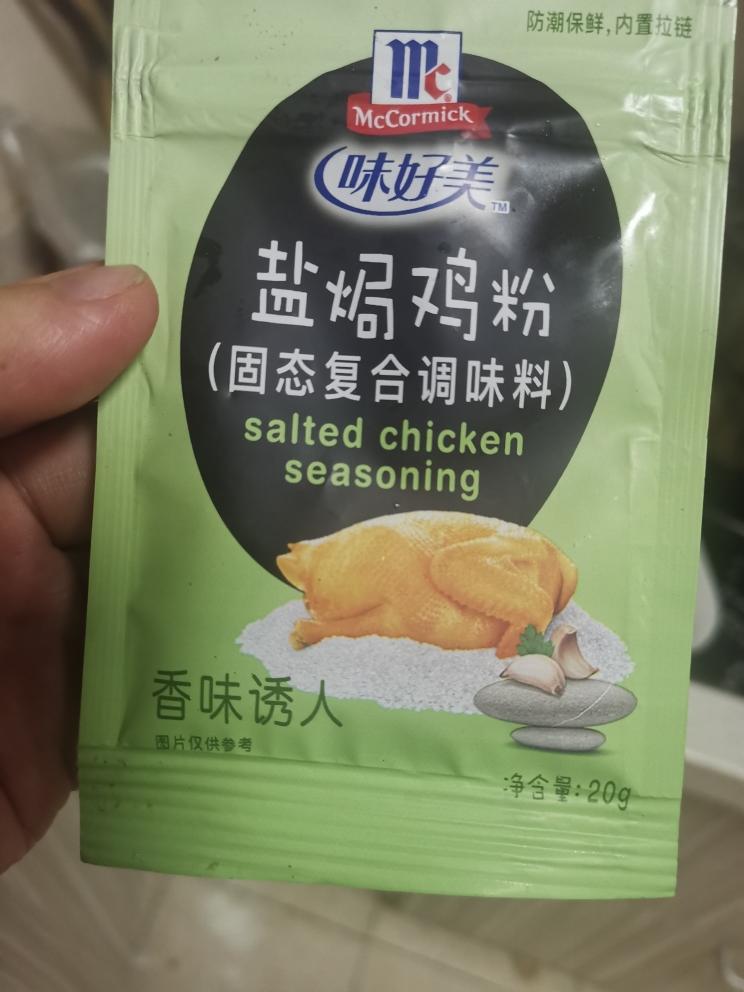 防潮保鲜,内置拉链
Mc
McCormick
味好美 TM
盐焗鸡粉
(固态复合调味料)
salted chicken
seasoning
香味诱人
图片仅供参考
净含量:20g